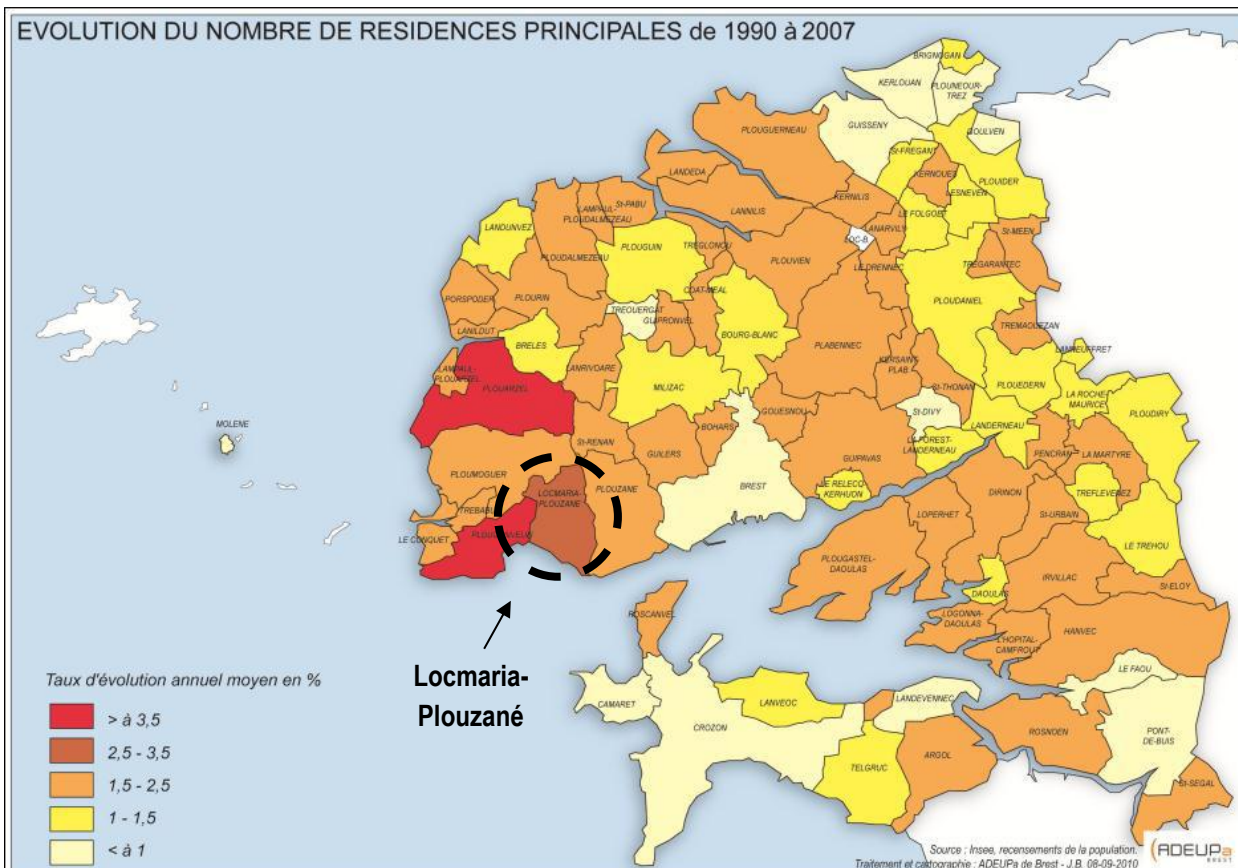 EVOLUTION DU NOMBRE DE RESIDENCES PRINCIPALES de 1990 à 2007
BRIGNOGAN
KERLOUAN
PLOUNEOUR-
TREZ
GUISSENY
GOULVEN
PLOUGUERNEAU
St-FREGANT
KERNOUES
PLOUIDER
LANDEDA
LESNEVEN
LANNILIS
KERNILIS
LE FOLGOET
St-PABU
LAMPAUL-
PLOUDALMEZEAU
LANARVILY
LANDUNVEZ
LOC-B.
St-MEEN
PLOUGUIN
TREGLONOU
PLOUVIEN
LE DRENNEC
TREGARANTEC
PLOUDALMEZEAU
COAT-MEAL
PLOUDANIEL
PORSPODER
PLOURIN
TREOUERGAT
GUIPRONVEL
TREMAOUEZAN
LANILDUT
BOURG-BLANC
BRELES
PLABENNEC
LANNEUFFRET
LAMPAUL-
PLOUARZEL
LANRIVOARE
KERSAINT-
PLAB.
PLOUARZEL
MILIZAC
St-THONAN
PLOUEDERN
LA ROCHE-
MAURICE
PLOUDIRY
MOLENE
GOUESNOU
St-DIVY
LANDERNEAU
BOHARS
St-RENAN
GUILERS
LA FOREST-
LANDERNEAU
PENCRAN
LA MARTYRE
PLOUMOGUER
GUIPAVAS
PLOUZANE
BREST
LE RELECQ
KERHUON
DIRINON
TREFLEVENEZ
LOCMARIA-
PLOUZANE
TREBABU
LOPERHET
St-URBAIN
LE CONQUET
PLOUGONVELIN
LE TREHOU
PLOUGASTEL-
DAOULAS
IRVILLAC
St-ELOY
DAOULAS
ROSCANVEL
LOGONNA-
DAOULAS
HANVEC
L'HOPITAL-
CAMFROUT
Locmaria-
Plouzané
LE FAOU
Taux d'évolution annuel moyen en %
CAMARET
LANVEOC
LANDEVENNEC
CROZON
ROSNOEN
PONT-
DE-BUIS
> à 3,5
2,5 - 3,5
1,5 - 2,5
1 - 1,5
< à 1
TELGRUC
ARGOL
St-SEGAL
Source : Insee, recensements de la population.
Traitement et cartographie : ADEUPa de Brest - J.B. 08-09-2010
ADEUPa
BREST